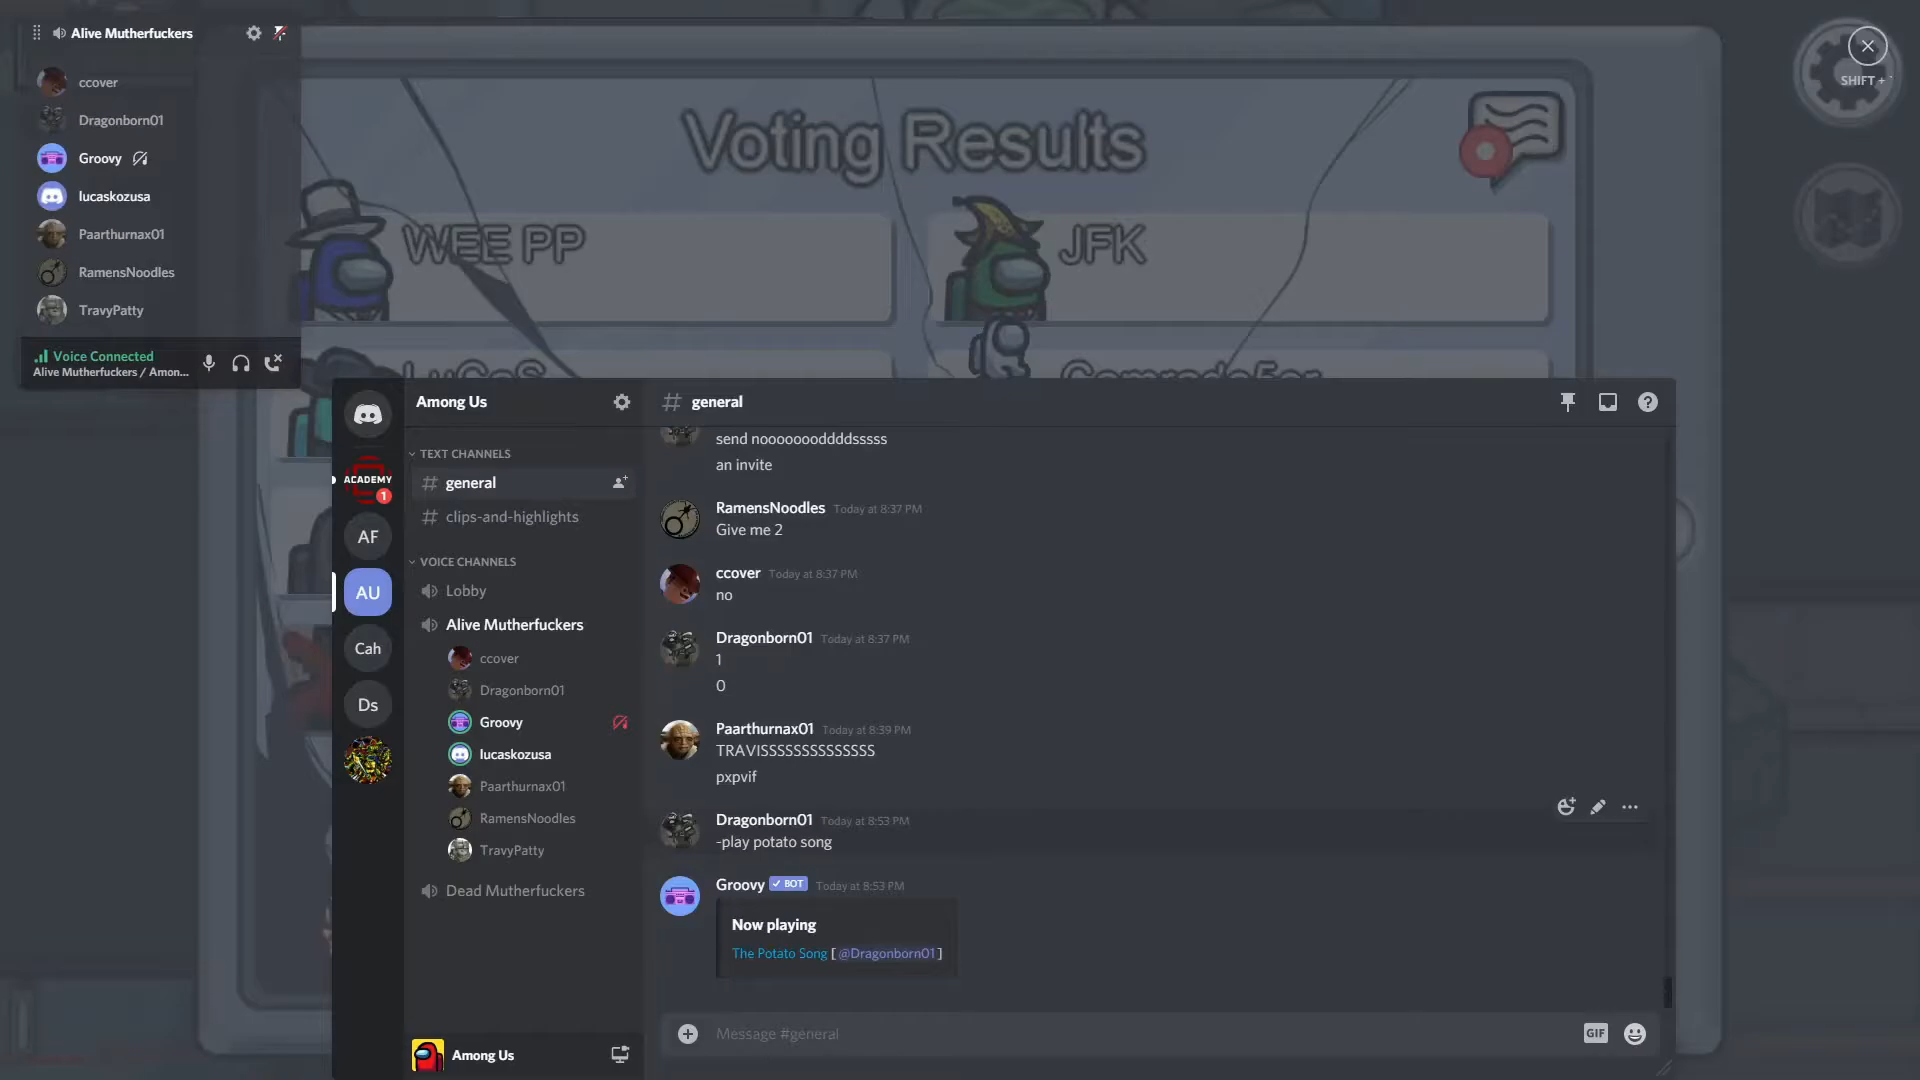 Alive Mutherfuckers
ccover
Dragonborn01
Groovy
lucaskozusa
Paarthurnax01
RamensNoodles
TravyPatty
Voice Connected
Alive Mutherfuckers / Amon...
Voting Results
WEE PP
JFK
LuCaS
SHIFT + `
ACADEMY
1
AF
AU
Cah
Ds
Among Us
TEXT CHANNELS
general
clips-and-highlights
VOICE CHANNELS
Lobby
Alive Mutherfuckers
ccover
Dragonborn01
Groovy
lucaskozusa
Paarthurnax01
RamensNoodles
TravyPatty
Dead Mutherfuckers
Among Us
# general
send noooooooddddsssss
an invite
RamensNoodles Today at 8:37 PM
Give me 2
ccover Today at 8:37 PM
no
Dragonborn01 Today at 8:37 PM
1
0
Paarthurnax01 Today at 8:39 PM
TRAVISSSSSSSSSSSSSS
pxpvif
Dragonborn01 Today at 8:53 PM
-play potato song
Groovy BOT Today at 8:53 PM
Now playing
The Potato Song [ @Dragonborn01 ]
Message #general
GIF